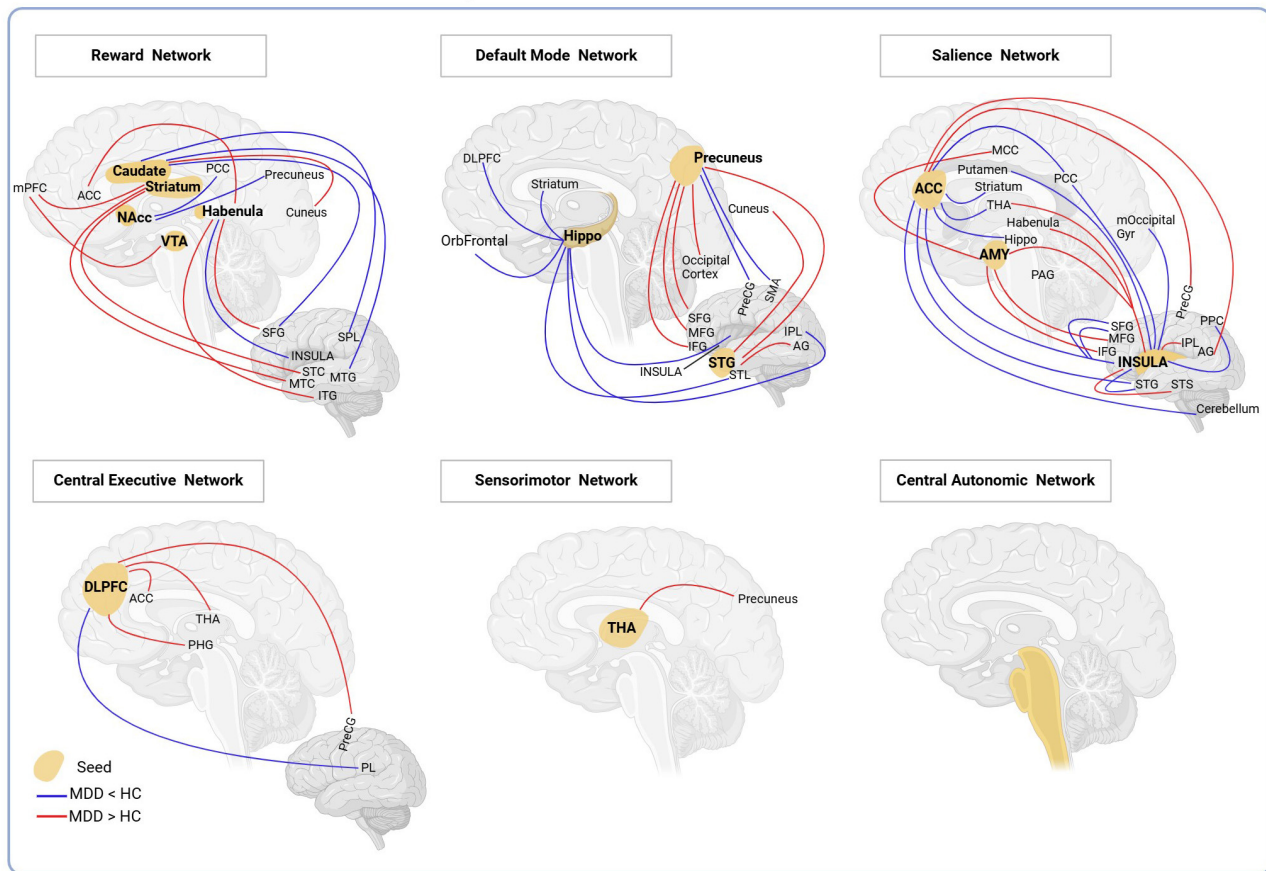 Reward Network
Default Mode Network
Salience Network
Caudate
Striatum
PCC
Precuneus
mPFC
ACC
NAcc
Habenula
Cuneus
VTA
SFG
SPL
INSULA
STC
MTC
MTG
ITG
DLPFC
Precuneus
Striatum
Cuneus
OrbFrontal
Hippo
Occipital
Cortex
PreCG
SMA
SFG
MFG
IFG
IPL
AG
STG
INSULA
STL
MCC
Putamen
PCC
ACC
Striatum
THA
Habenula
mOccipital
Gyr
Hippo
AMY
PAG
PreCG
SFG
MFG
PPC
IFG
IPL
AG
INSULA
STG
STS
Cerebellum
Central Executive Network
Sensorimotor Network
Central Autonomic Network
DLPFC
ACC
THA
PHG
PreCG
PL
Precuneus
THA
Seed
MDD < HC
MDD > HC